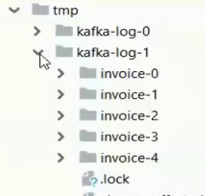 tmp
kafka-log-0
kafka-log-1
invoice-0
invoice-1
invoice-2
invoice-3
invoice-4
.lock